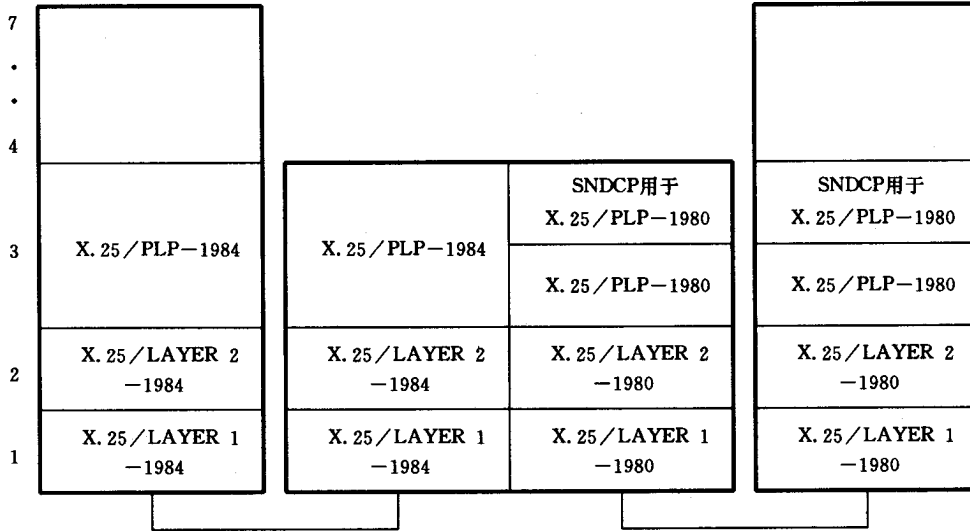 7
·
·
4
3
2
1
X.25/PLP-1984
X.25/LAYER 2
-1984
X.25/LAYER 1
-1984
X.25/PLP-1984
X.25/LAYER 2
-1984
X.25/LAYER 1
-1984
SNDCP用于
X.25/PLP-1980
X.25/PLP-1980
X.25/LAYER 2
-1980
X.25/LAYER 1
-1980
SNDCP用于
X.25/PLP-1980
X.25/PLP-1980
X.25/LAYER 2
-1980
X.25/LAYER 1
-1980